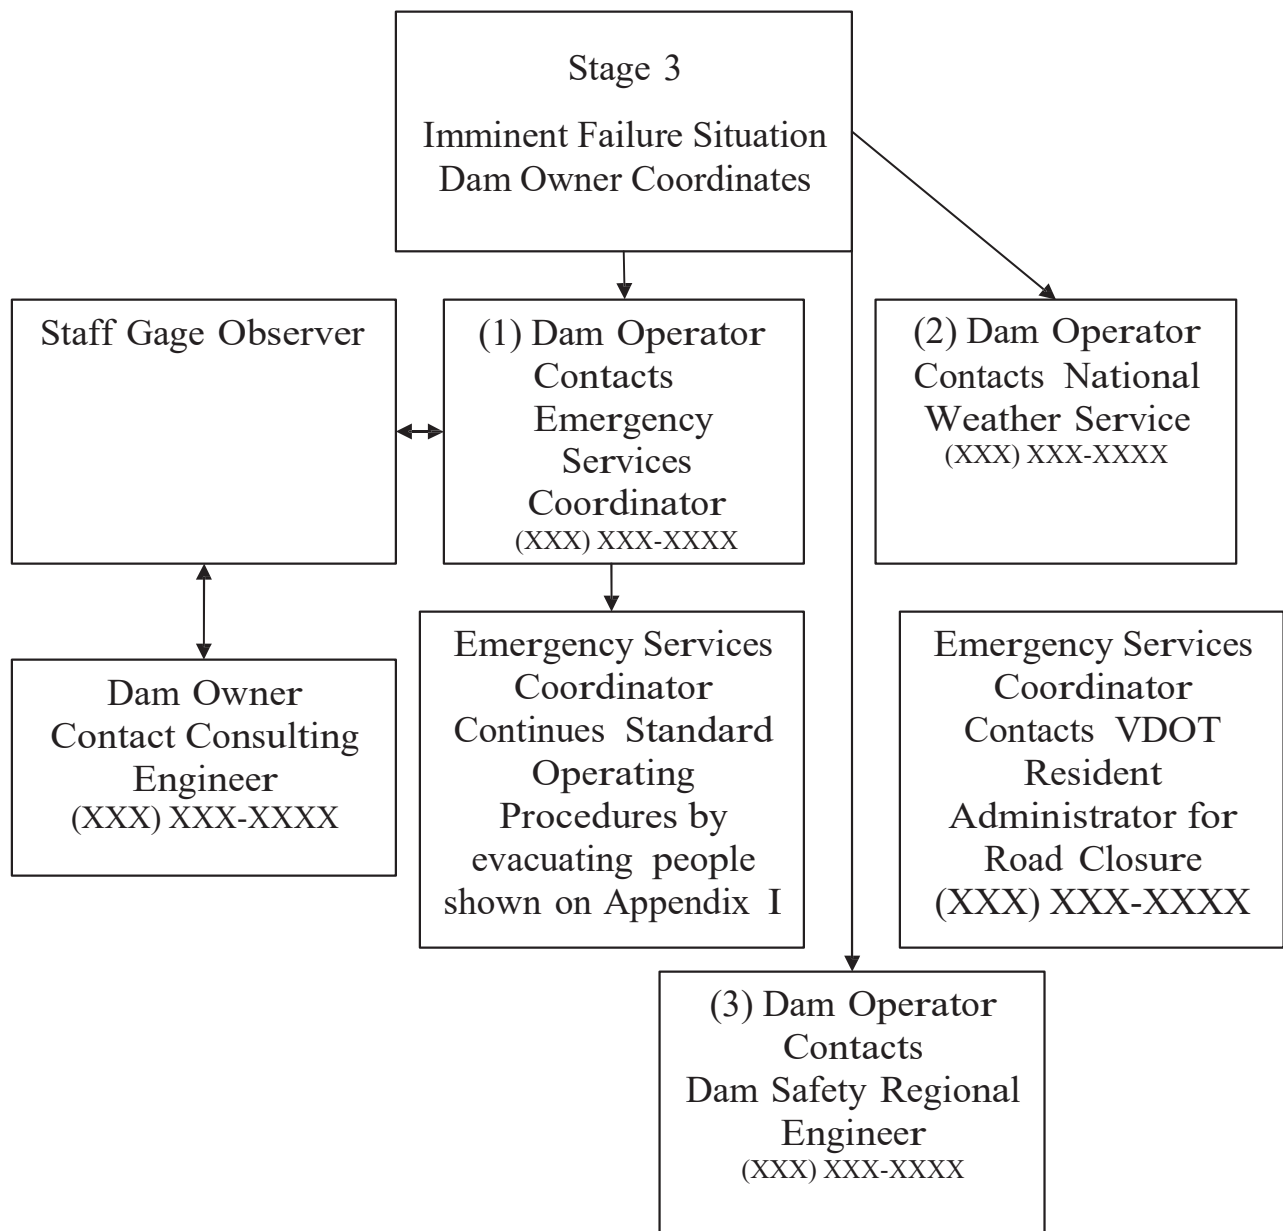 Stage 3
Imminent Failure Situation
Dam Owner Coordinates
Staff Gage Observer
(1) Dam Operator
Contacts
Emergency
Services
Coordinator
(XXX) XXX-XXXX
(2) Dam Operator
Contacts National
Weather Service
(XXX) XXX-XXXX
Dam Owner
Contact Consulting
Engineer
(XXX) XXX-XXXX
Emergency Services
Coordinator
Continues Standard
Operating
Procedures by
evacuating people
shown on Appendix I
Emergency Services
Coordinator
Contacts VDOT
Resident
Administrator for
Road Closure
(XXX) XXX-XXXX
(3) Dam Operator
Contacts
Dam Safety Regional
Engineer
(XXX) XXX-XXXX